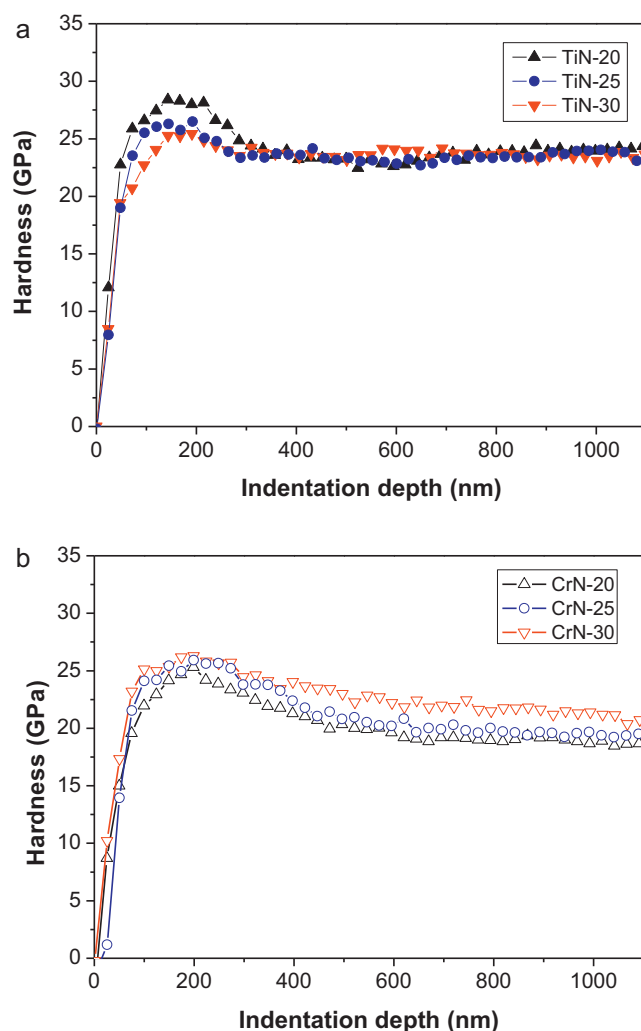 a
35
30
25
20
15
10
5
0
Hardness (GPa)
TiN-20
TiN-25
TiN-30
0 200 400 600 800 1000
Indentation depth (nm)
b
35
30
25
20
15
10
5
0
Hardness (GPa)
CrN-20
CrN-25
CrN-30
0 200 400 600 800 1000
Indentation depth (nm)